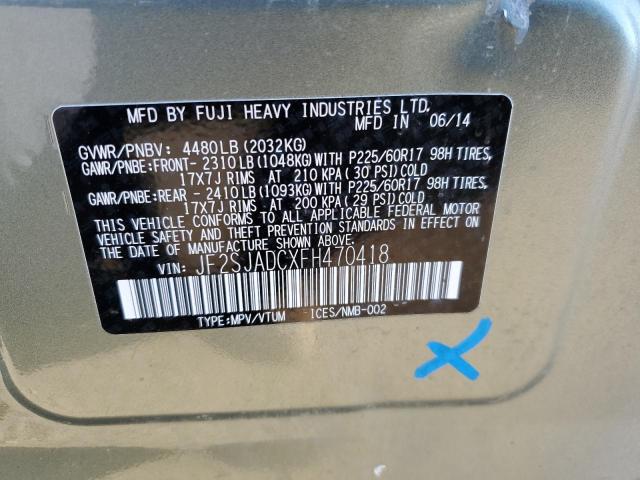 MFD BY FUJI HEAVY INDUSTRIES LTD.
MFD IN 06/14
GVWR/PNBV: 4480LB(2032KG)
GAWR/PNBE:FRONT-2310LB(1048KG)WITH P225/60R17 98H TIRES,
17X7J RIMS AT 210 KPA(30 PSI)COLD
GAWR/PNBE:REAR -2410LB(1093KG)WITH P225/60R17 98H TIRES,
17X7J RIMS AT 200 KPA(29 PSI)COLD
THIS VEHICLE CONFORMS TO ALL APPLICABLE FEDERAL MOTOR
VEHICLE SAFETY AND THEFT PREVENTION STANDARDS IN EFFECT ON
THE DATE OF MANUFACTURE SHOWN ABOVE.
VIN: JF2SJADCXFH470418
TYPE:MPV/VTUM ICES/NMB-002